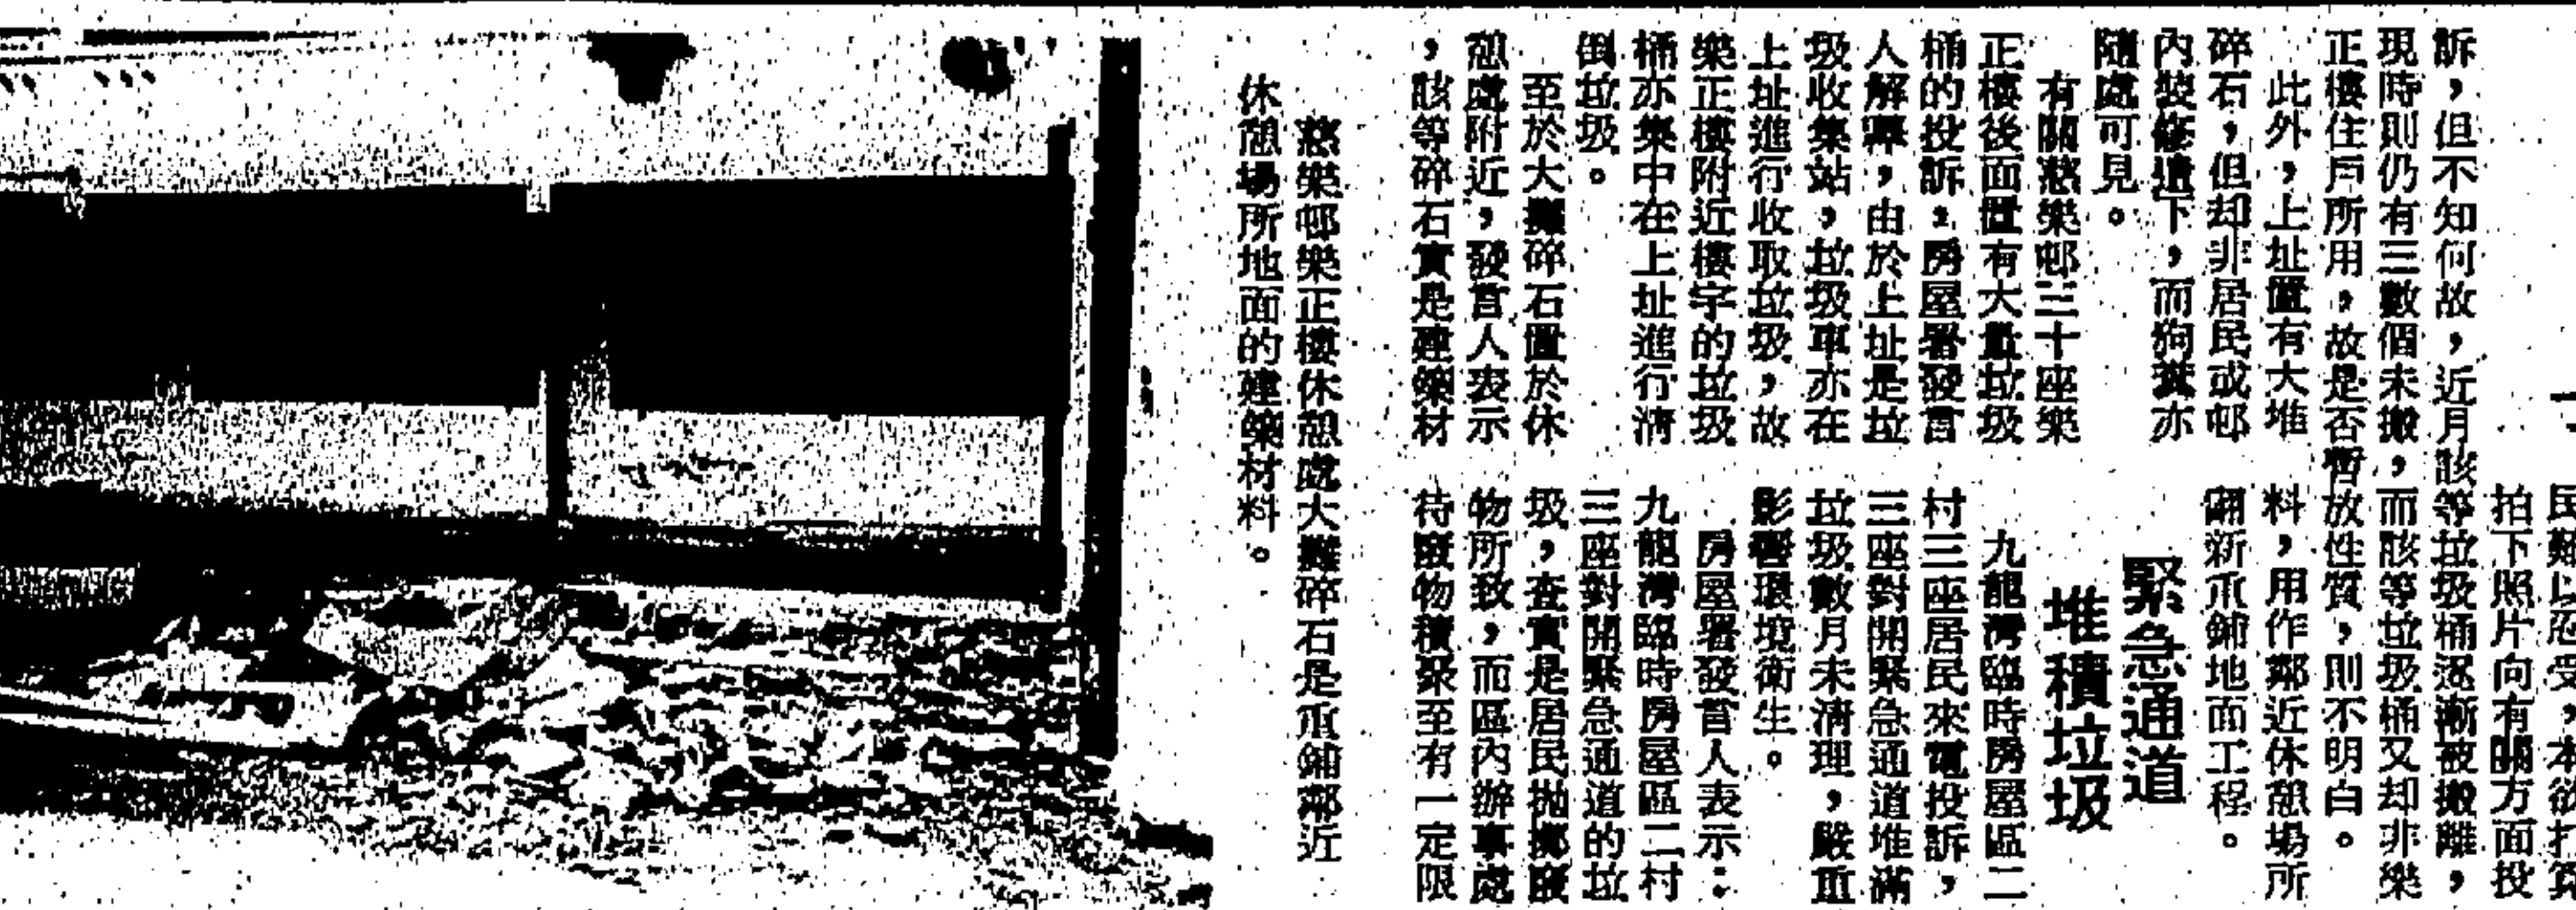 民難以忍受，本欲打算
拍下照片向有關方面投
訴，但不知何故，近月該等垃圾桶逐漸被搬離，
現時則仍有三數個未搬，而該等垃圾桶又却非樂
正樓住戶所用，故是否暫放性質，則不明白。
此外，上址置有大堆
碎石，但却非居民或邨
內裝修遺下，而狗糞亦
隨處可見。
有關慈樂邨三十座樂
正樓後面置有大量垃圾
桶的投訴，房屋署發言
人解釋，由於上址是垃
圾收集站，垃圾車亦在
上址進行收取垃圾，故
樂正樓附近樓宇的垃圾
桶亦集中在上址進行清
倒垃圾。
至於大攤碎石置於休
憩處附近，發言人表示
，該等碎石實是建築材
料，用作鄰近休憩場所
翻新重鋪地面工程。
緊急通道
堆積垃圾
九龍灣臨時房屋區二
村三座居民來電投訴，
三座對開緊急通道堆滿
垃圾數月未清理，嚴重
影響環境衛生。
房屋署發言人表示：
九龍灣臨時房屋區二村
三座對開緊急通道的垃
圾，查實是居民拋擲廢
物所致，而區內辦事處
待廢物積聚至有一定限
慈樂邨樂正樓休憩處大攤碎石是重鋪鄰近
休憩場所地面的建築材料。